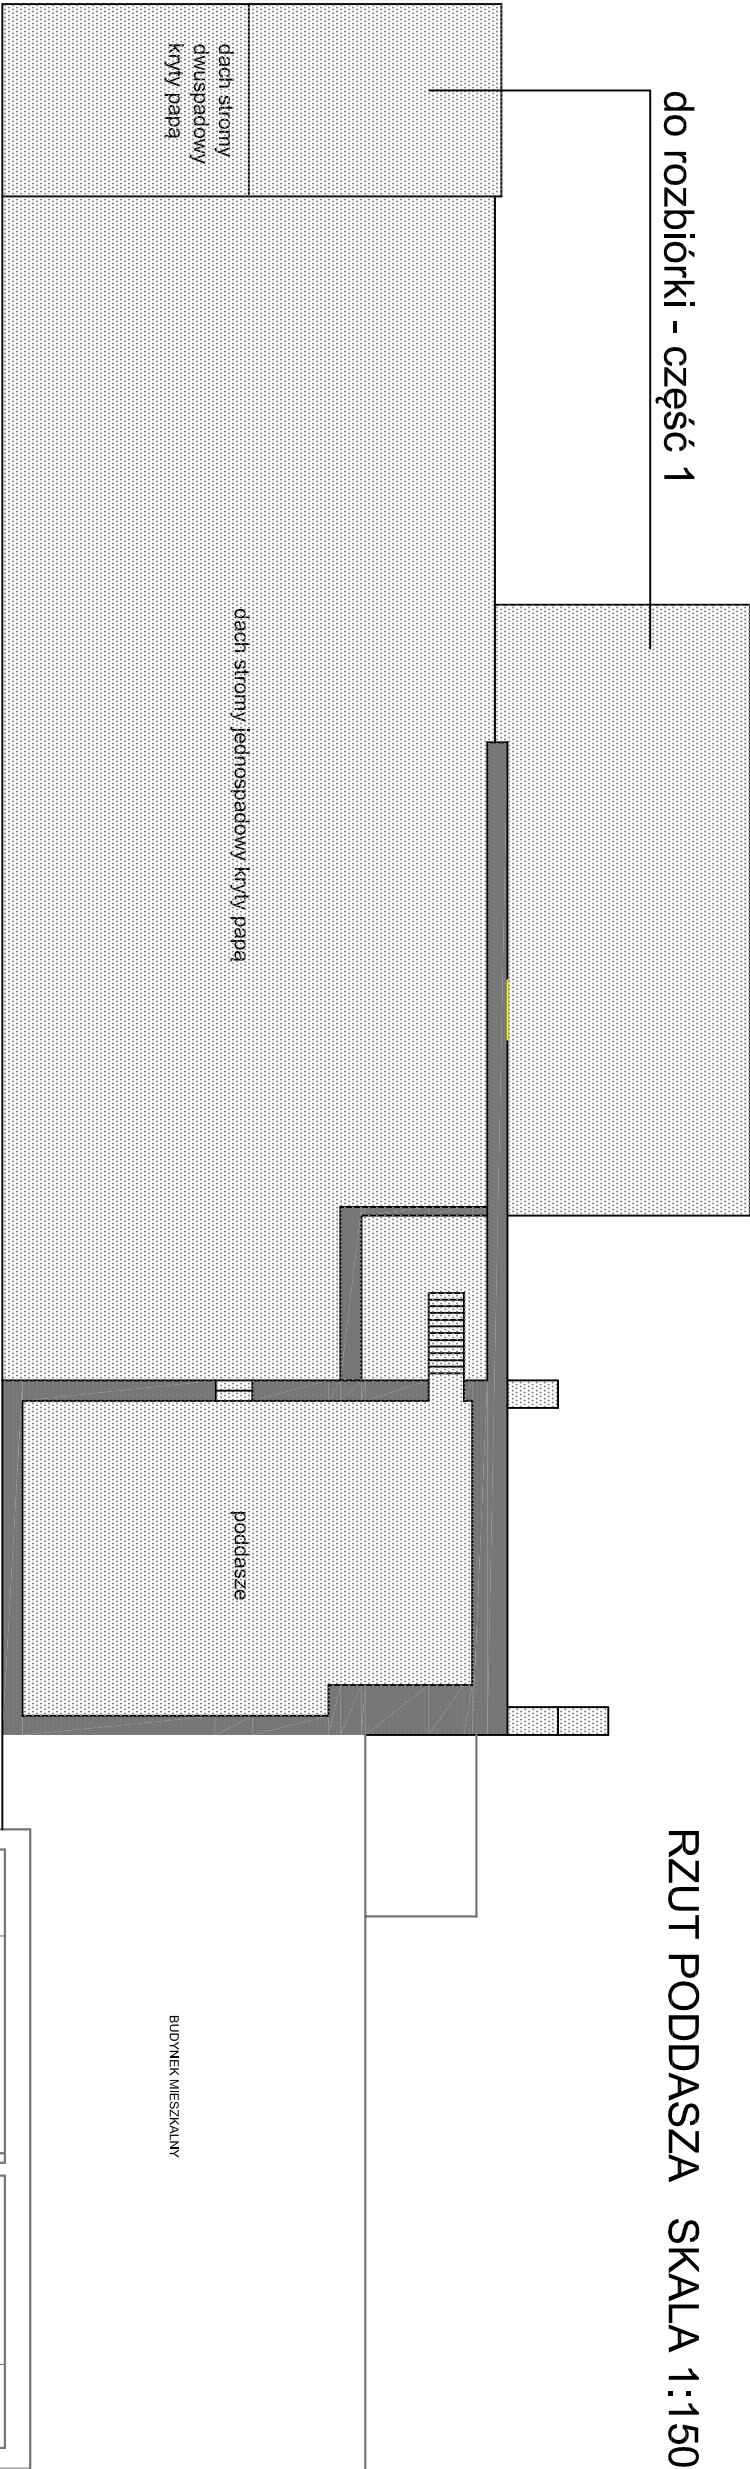 do rozbiórki - część 1
RZUT PODDASZA SKALA 1:150
dach stromy
dwuspadowy
kryty papą
dach stromy jednospadowy kryty papą
poddasze
BUDYNEK MIESZKALNY